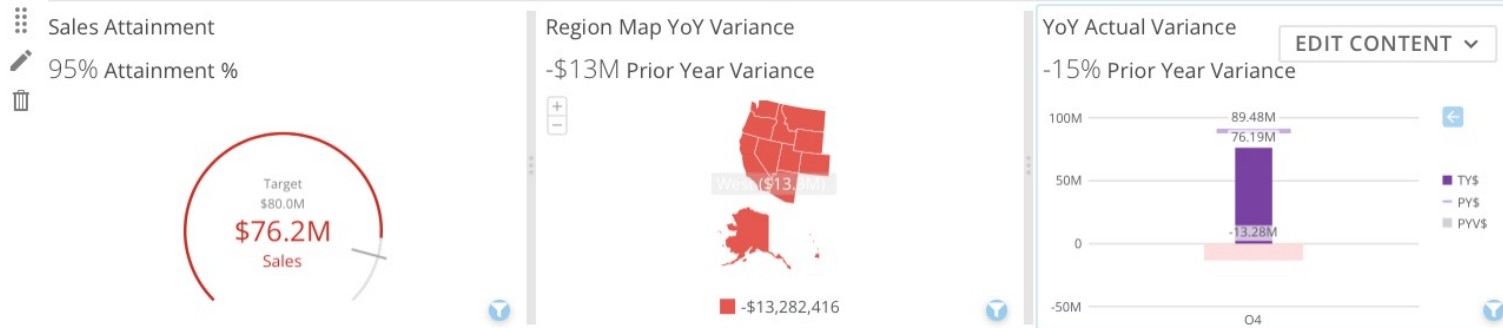 Sales Attainment
95% Attainment %
Target
$80.0M
$76.2M
Sales
Region Map YoY Variance
-$13M Prior Year Variance
+
−
West ($13.3M)
-$13,282,416
YoY Actual Variance
EDIT CONTENT
-15% Prior Year Variance
100M
89.48M
76.19M
50M
TY$
PY$
PYV$
-13.28M
0
-50M
Q4